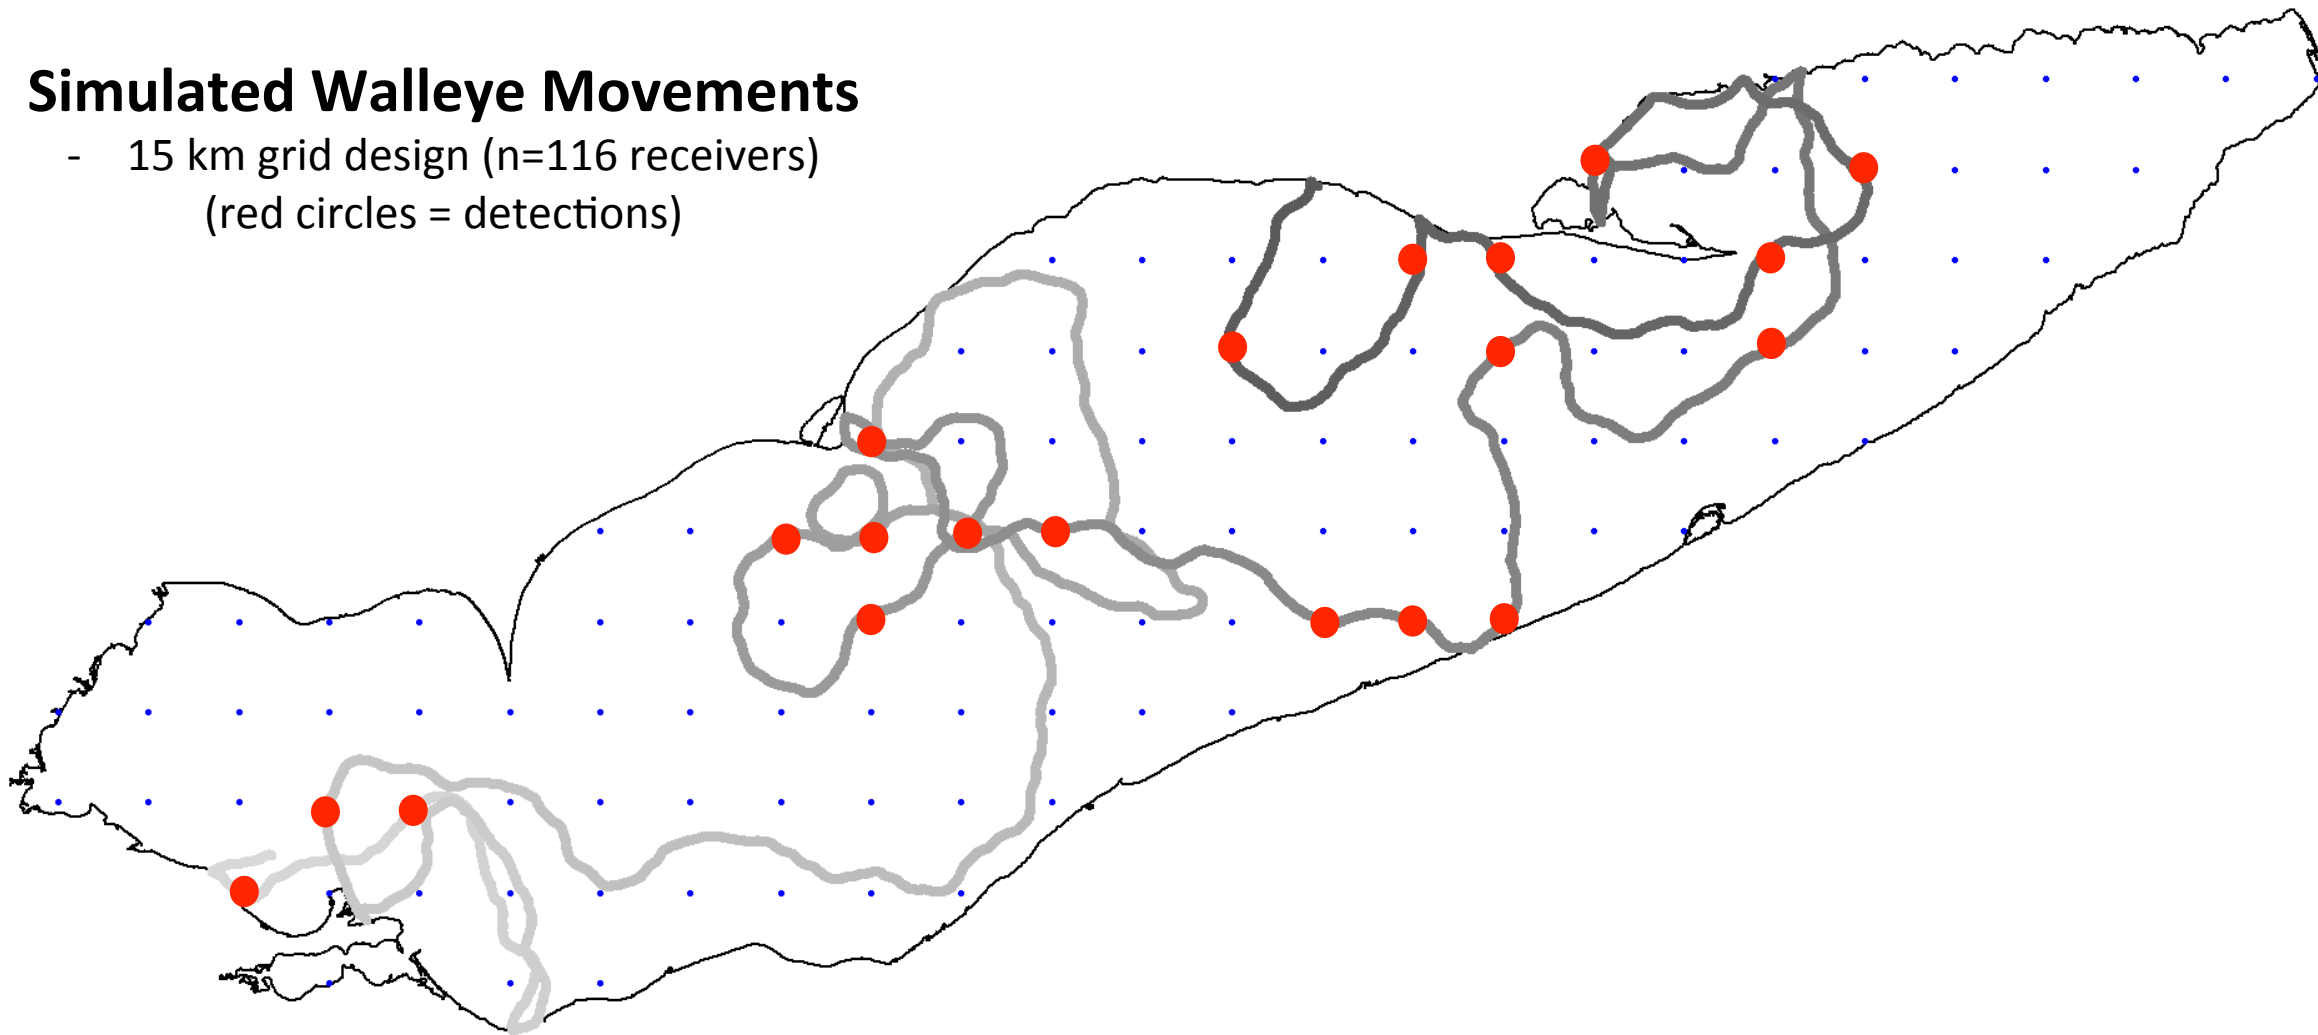 Simulated Walleye Movements
- 15 km grid design (n=116 receivers)
(red circles = detections)